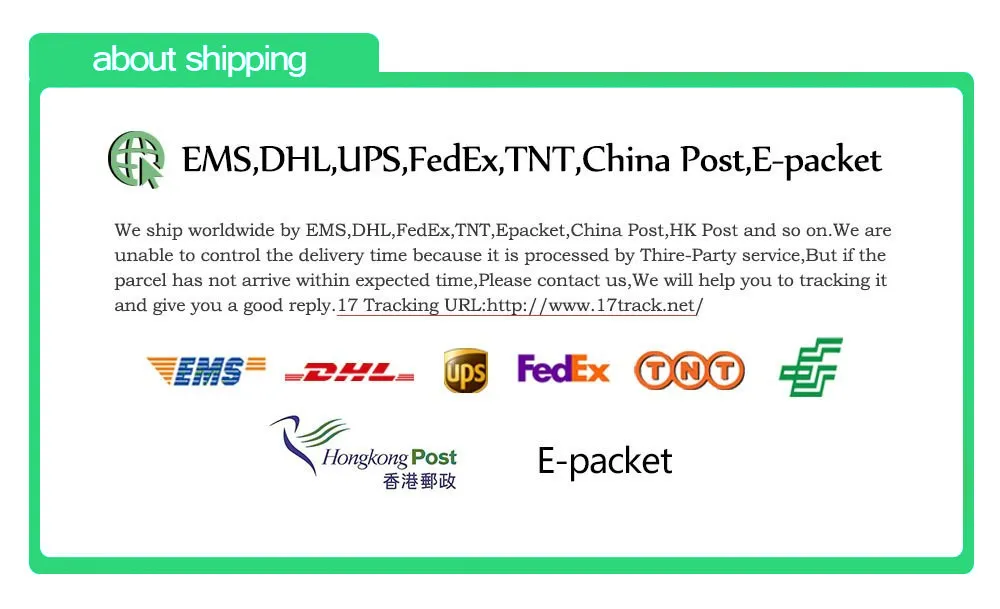 about shipping
EMS,DHL,UPS,FedEx,TNT,China Post,E-packet
We ship worldwide by EMS,DHL,FedEx,TNT,Epacket,China Post,HK Post and so on.We are
unable to control the delivery time because it is processed by Thire-Party service,But if the
parcel has not arrive within expected time,Please contact us,We will help you to tracking it
and give you a good reply.17 Tracking URL:http://www.17track.net/
EMS DHL ups FedEx TNT
Hongkong Post E-packet
香港郵政